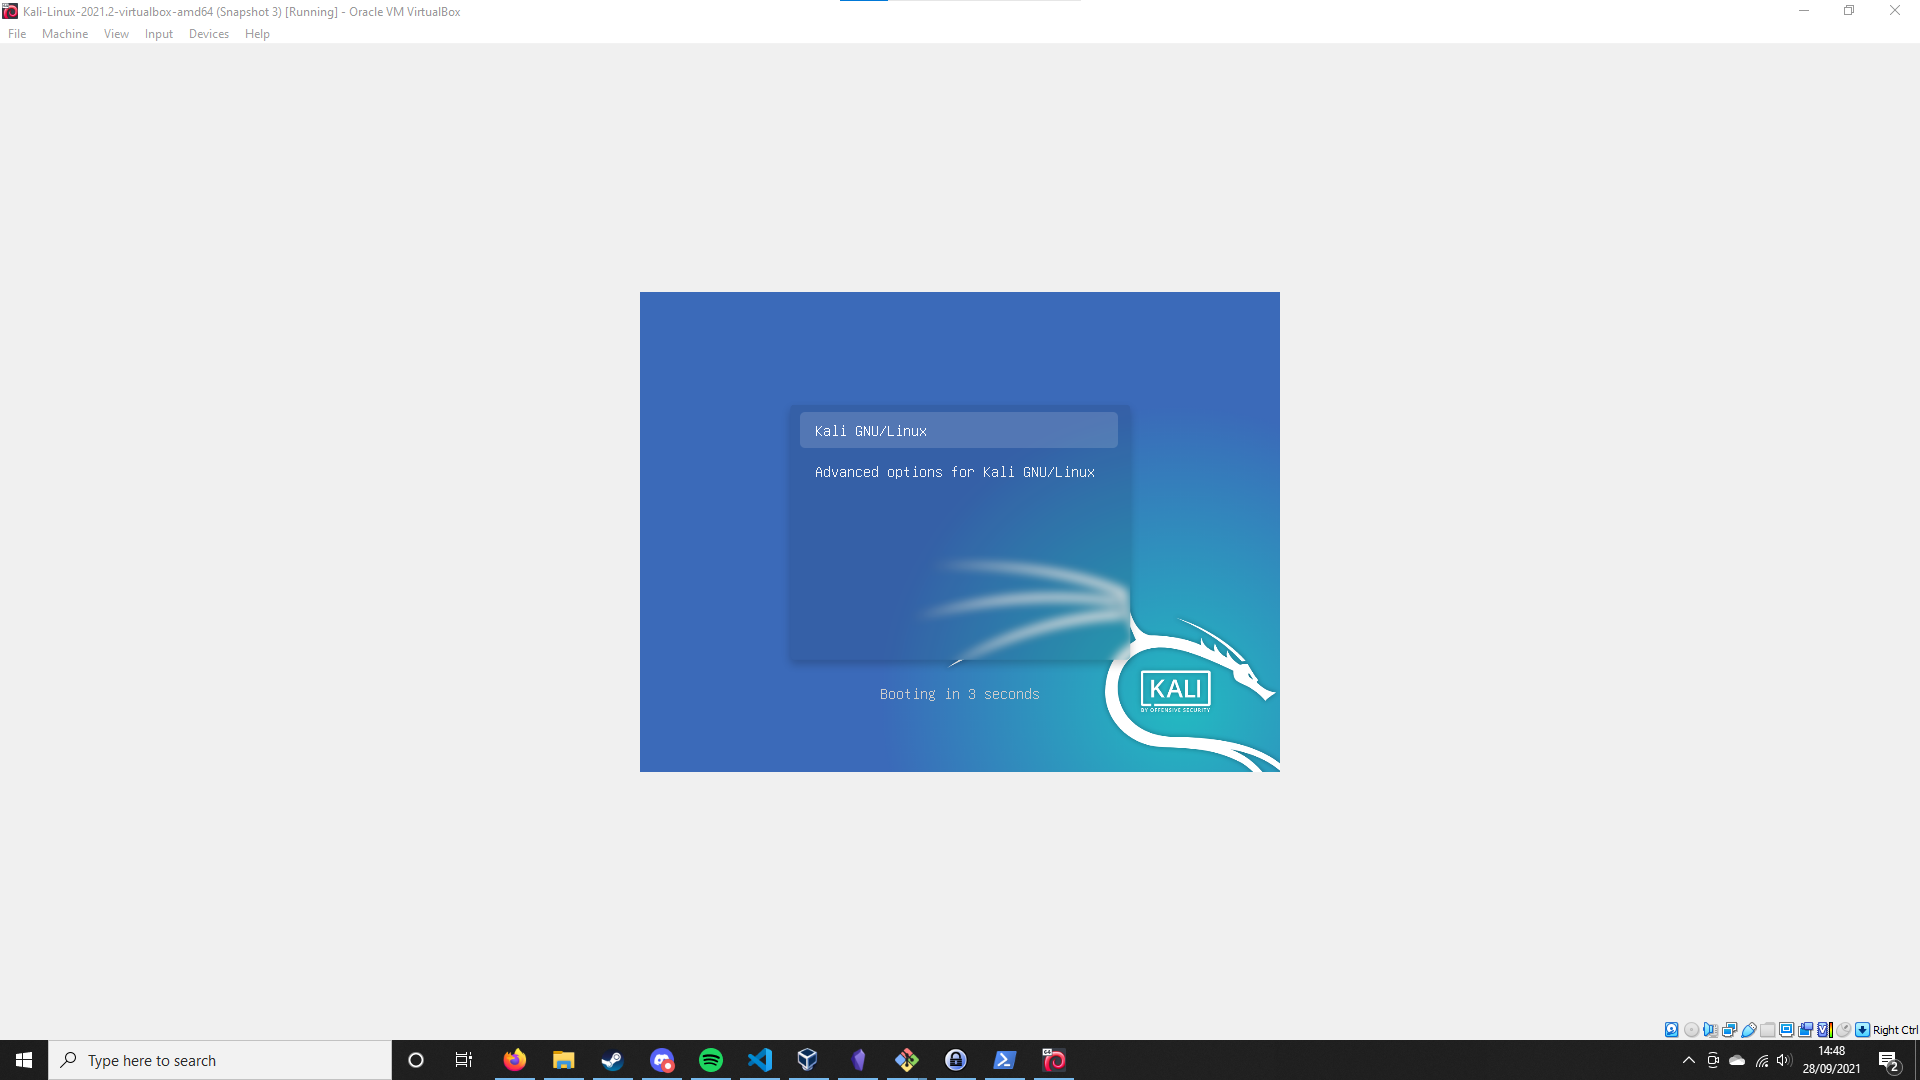 Kali-Linux-2021.2-virtualbox-amd64 (Snapshot 3) [Running] - Oracle VM VirtualBox
File Machine View Input Devices Help
Kali GNU/Linux
Advanced options for Kali GNU/Linux
KALI
BY OFFENSIVE SECURITY
Booting in 3 seconds
Right Ctrl
Type here to search
14:48
28/09/2021
2